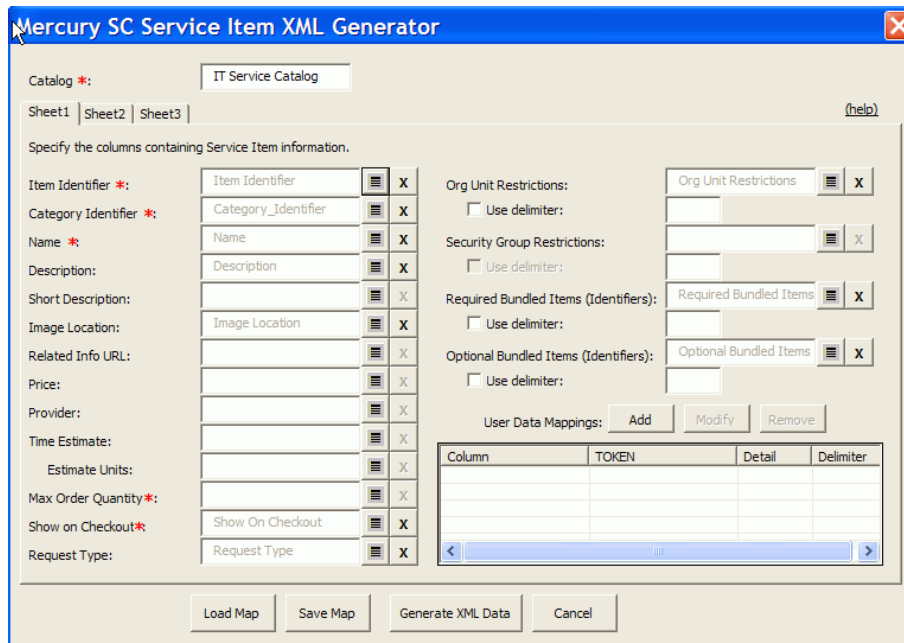 Mercury SC Service Item XML Generator
Catalog *: IT Service Catalog
Sheet1 Sheet2 Sheet3 (help)
Specify the columns containing Service Item information.
Item Identifier *: Item Identifier X
Category Identifier *: Category_Identifier X
Name *: Name X
Description: Description X
Short Description: X
Image Location: Image Location X
Related Info URL: X
Price: X
Provider: X
Time Estimate: X
Estimate Units: X
Max Order Quantity*: X
Show on Checkout*: Show On Checkout X
Request Type: Request Type X
Org Unit Restrictions: Org Unit Restrictions X
Use delimiter:
Security Group Restrictions: X
Use delimiter:
Required Bundled Items (Identifiers): Required Bundled Items X
Use delimiter:
Optional Bundled Items (Identifiers): Optional Bundled Items X
Use delimiter:
User Data Mappings: Add Modify Remove
Column TOKEN Detail Delimiter
Load Map Save Map Generate XML Data Cancel